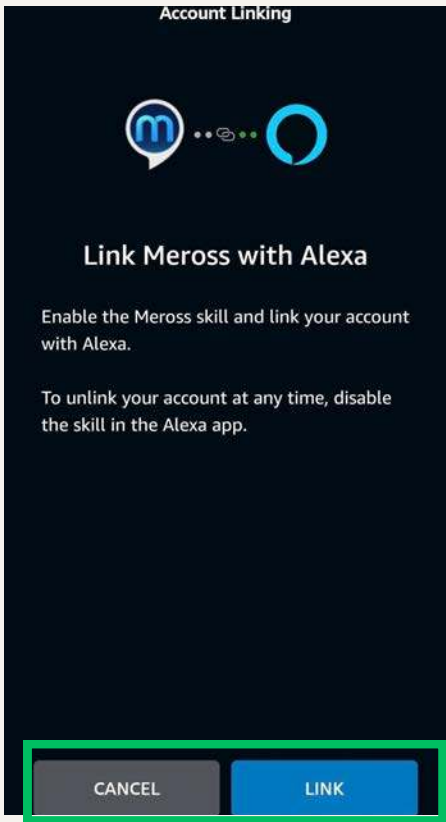 Account Linking
m
Link Meross with Alexa
Enable the Meross skill and link your account
with Alexa.
To unlink your account at any time, disable
the skill in the Alexa app.
CANCEL LINK